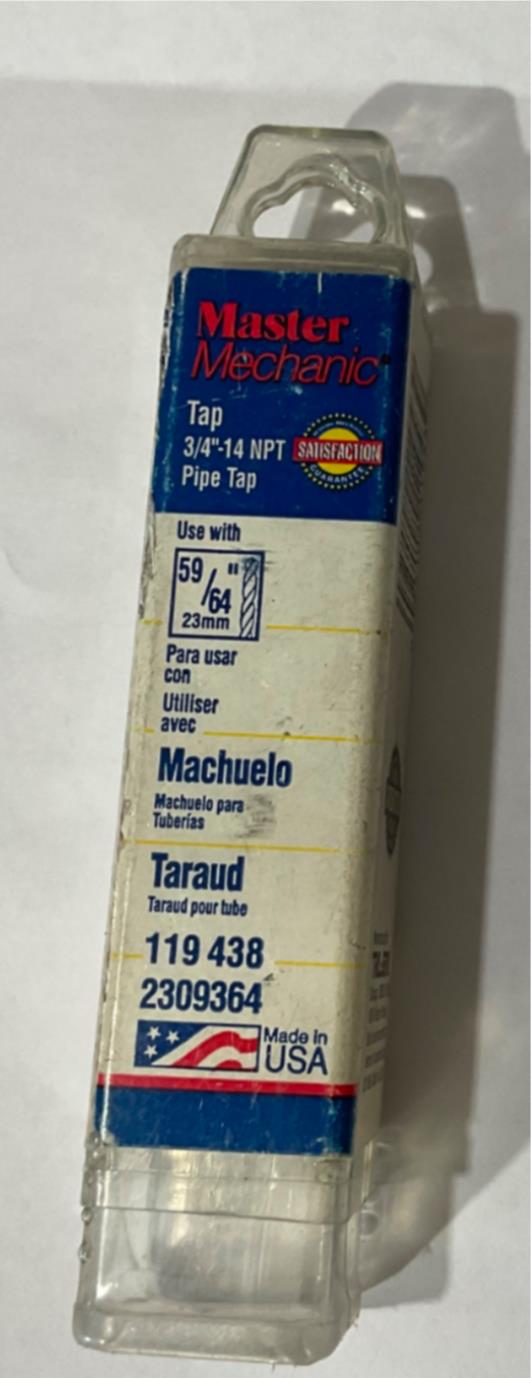 Master
Mechanic
Tap
3/4"-14 NPT
Pipe Tap
SATISFACTION
GUARANTEE
Use with
59/64"
23mm
Para usar
con
Utiliser
avec
Machuelo
Machuelo para
Tuberías
Taraud
Taraud pour tube
119 438
2309364
Made in
USA